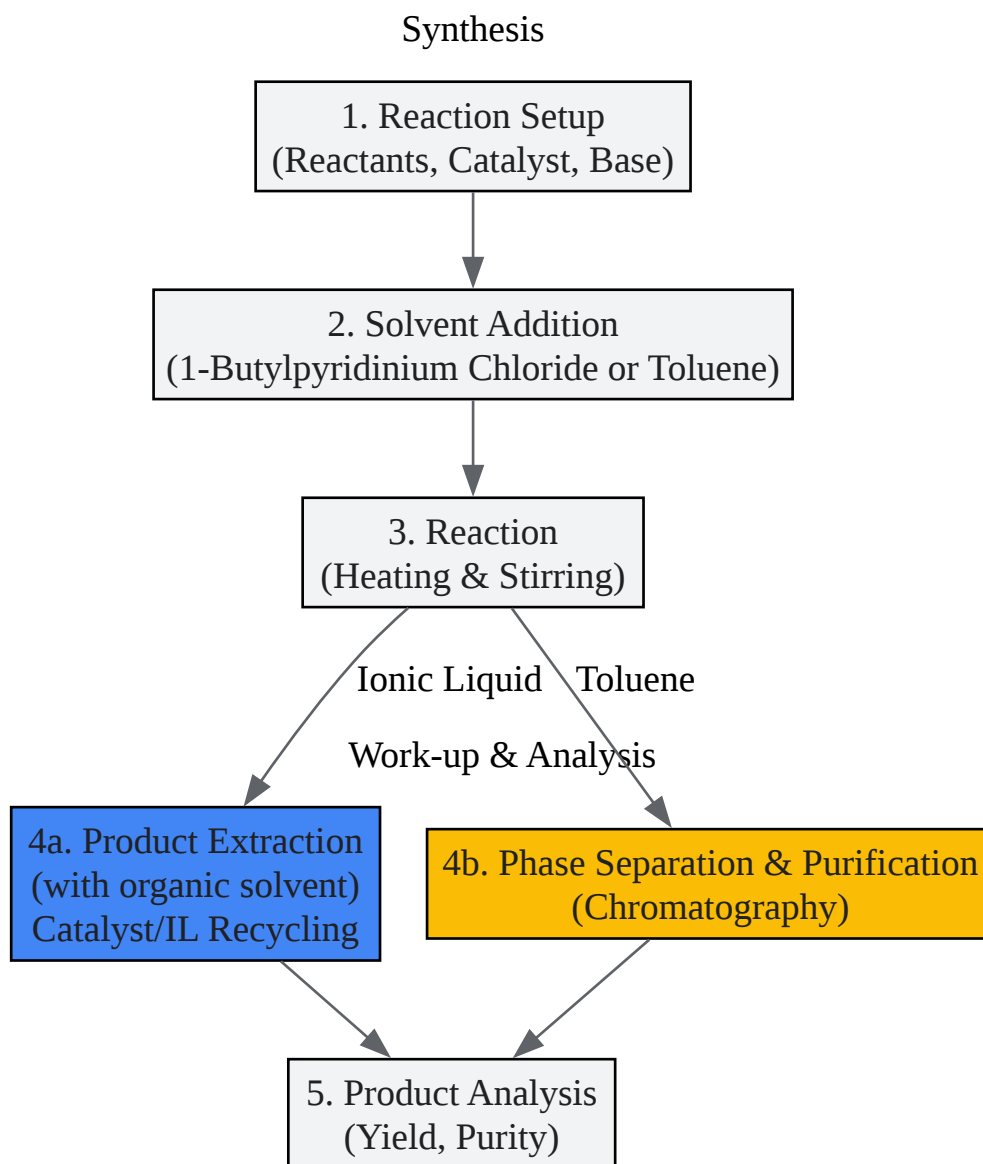 Synthesis
1. Reaction Setup
(Reactants, Catalyst, Base)
2. Solvent Addition
(1-Butylpyridinium Chloride or Toluene)
3. Reaction
(Heating & Stirring)
Ionic Liquid
Toluene
Work-up & Analysis
4a. Product Extraction
(with organic solvent)
Catalyst/IL Recycling
4b. Phase Separation & Purification
(Chromatography)
5. Product Analysis
(Yield, Purity)